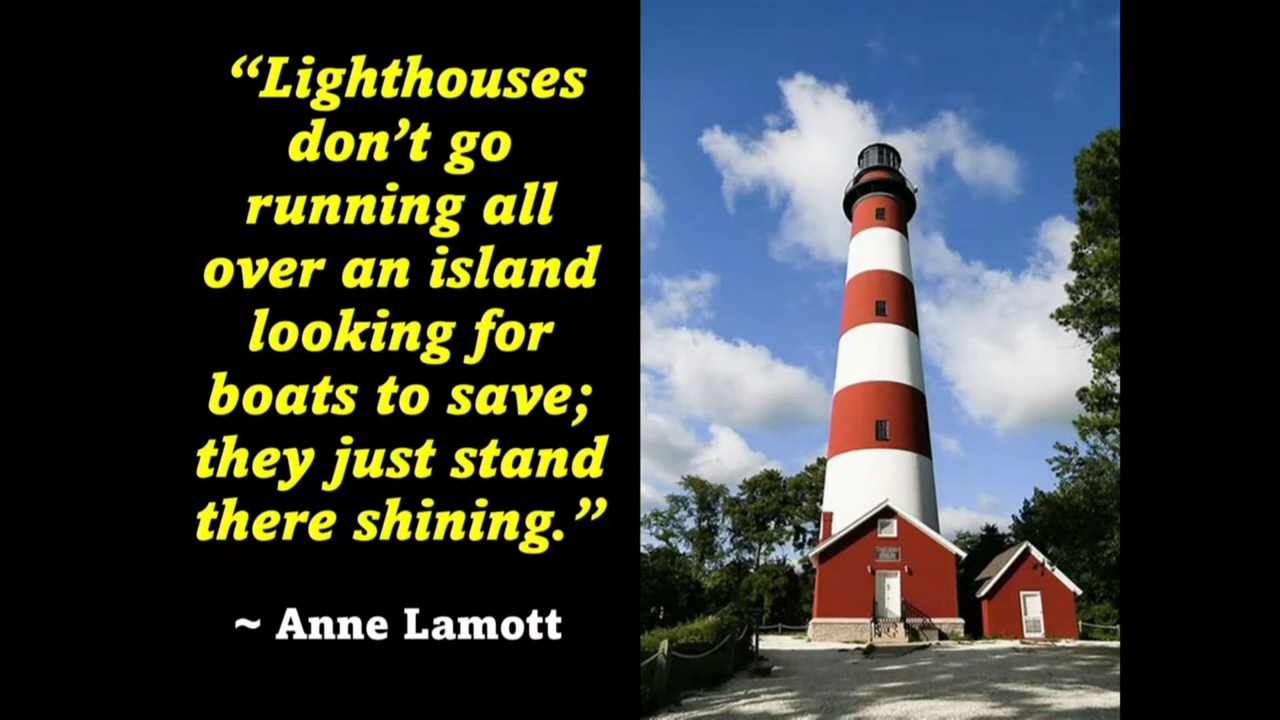 “Lighthouses
don’t go
running all
over an island
looking for
boats to save;
they just stand
there shining.”
~ Anne Lamott